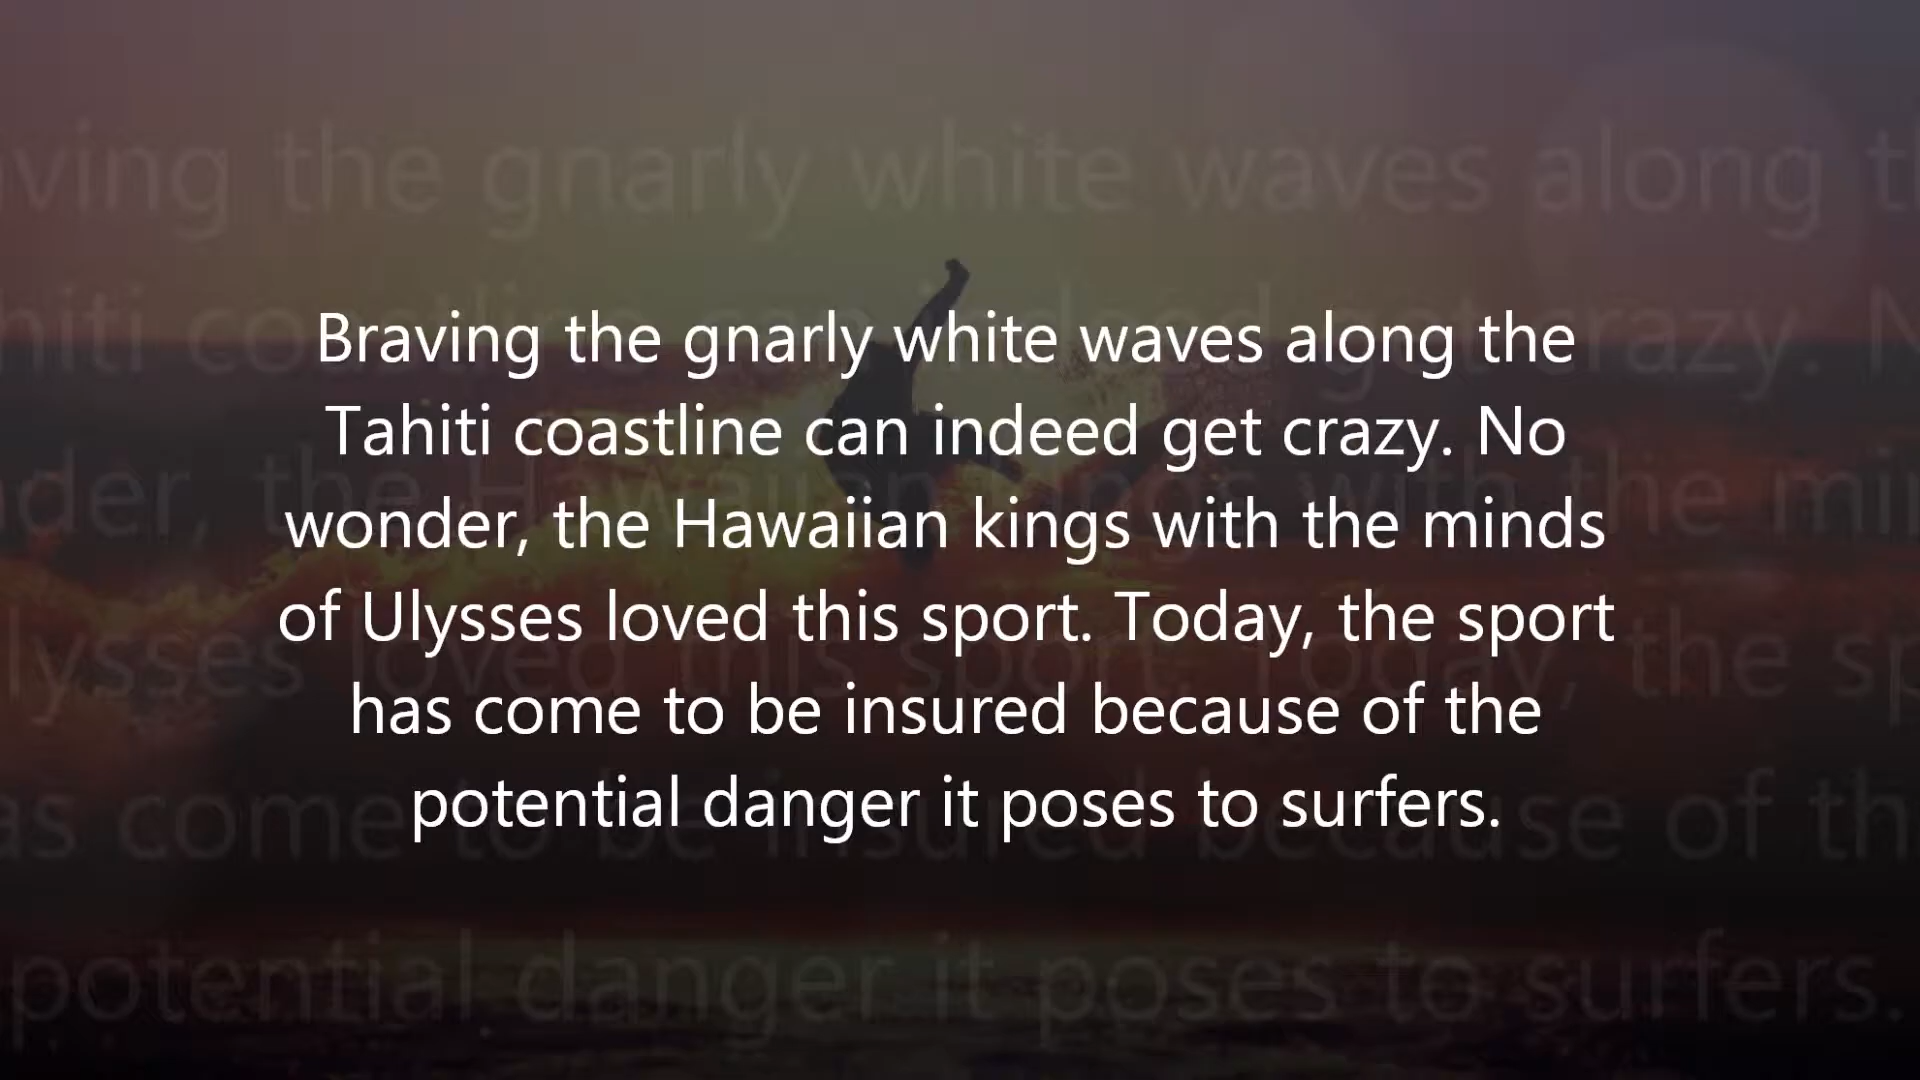 Braving the gnarly white waves along the
Tahiti coastline can indeed get crazy. No
wonder, the Hawaiian kings with the minds
of Ulysses loved this sport. Today, the sport
has come to be insured because of the
potential danger it poses to surfers.